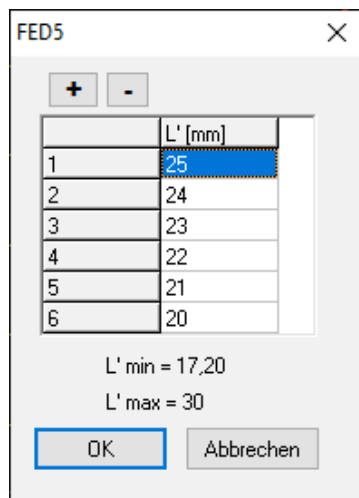 FED5
+ -
L' [mm]
1 25
2 24
3 23
4 22
5 21
6 20
L' min = 17,20
L' max = 30
OK Abbrechen